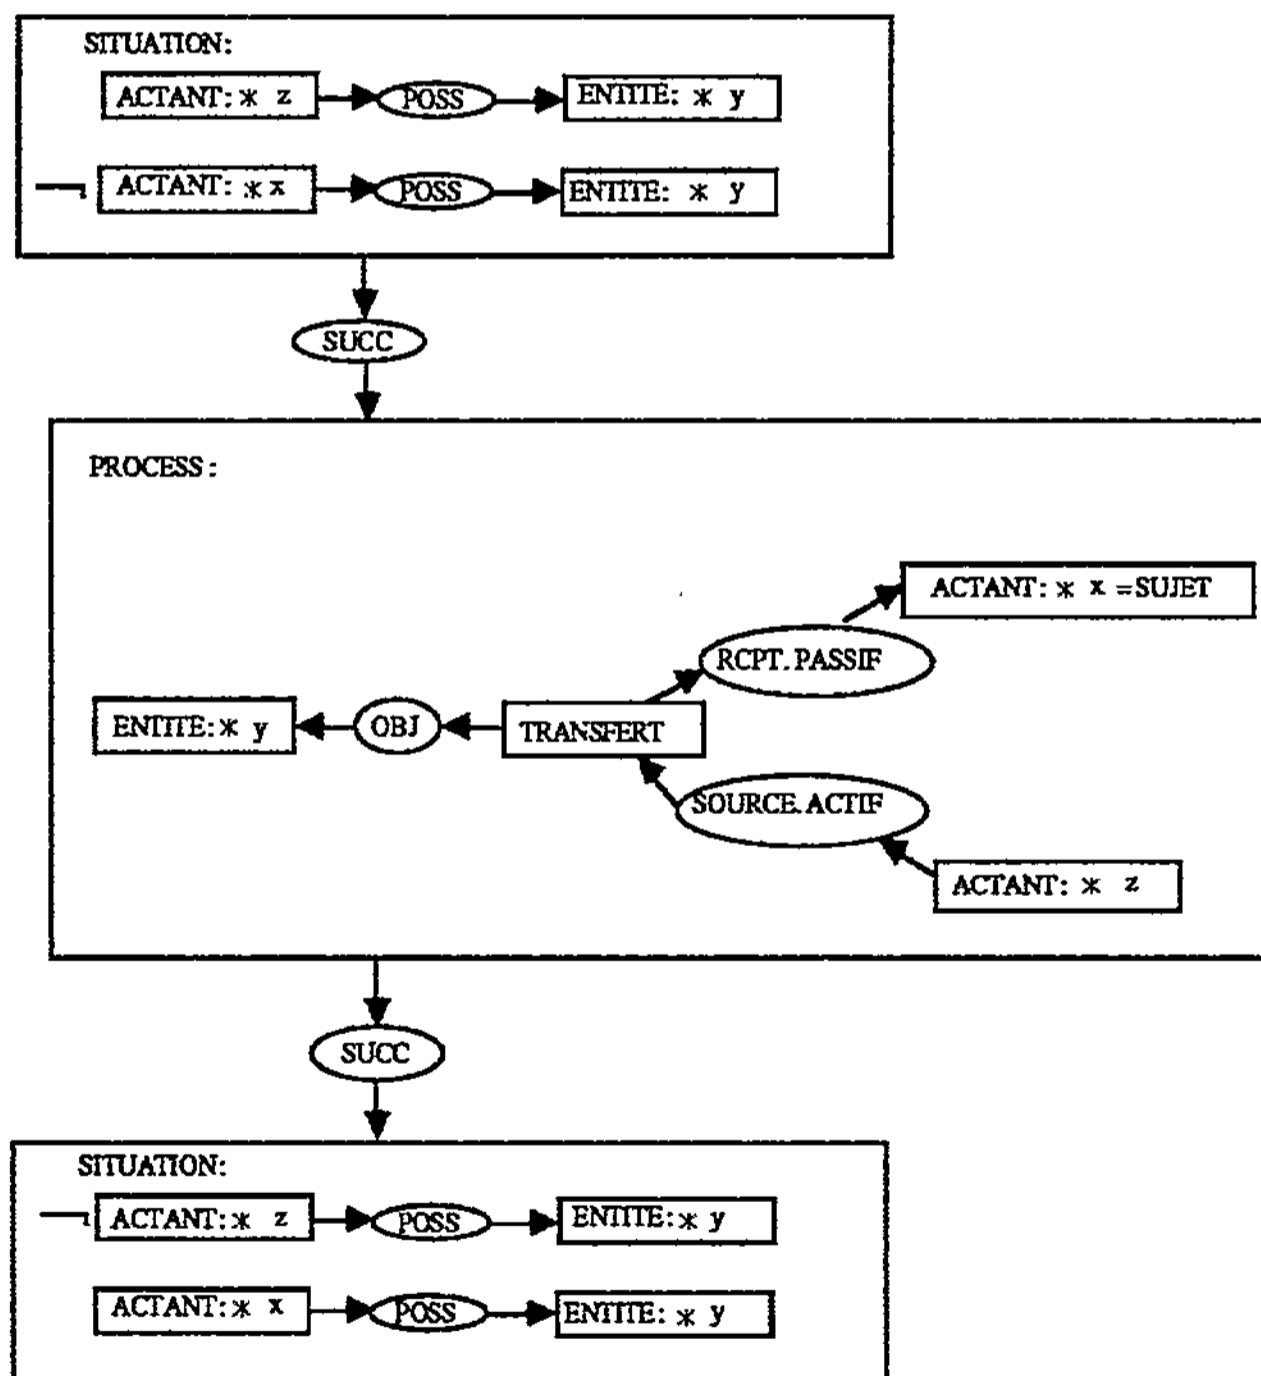 SITUATION:
ACTANT: * z POSS ENTITE: * y
¬ ACTANT: * x POSS ENTITE: * y
SUCC
PROCESS:
ACTANT: * x =SUJET
RCPT. PASSIF
ENTITE: * y OBJ TRANSFERT
SOURCE. ACTIF
ACTANT: * z
SUCC
SITUATION:
¬ ACTANT: * z POSS ENTITE: * y
ACTANT: * x POSS ENTITE: * y